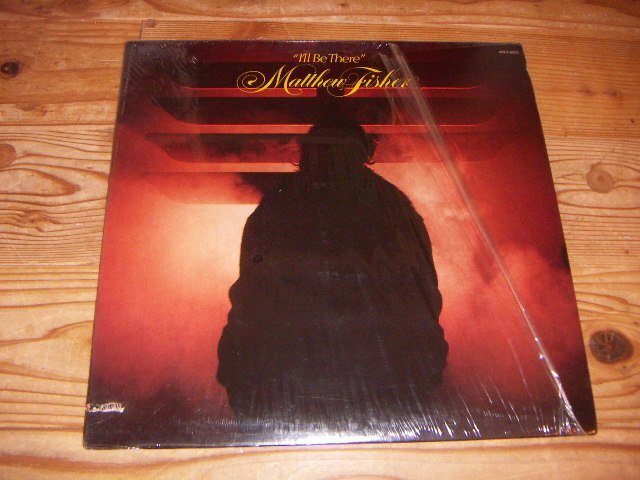 "I'll Be There"
Matthew Fisher